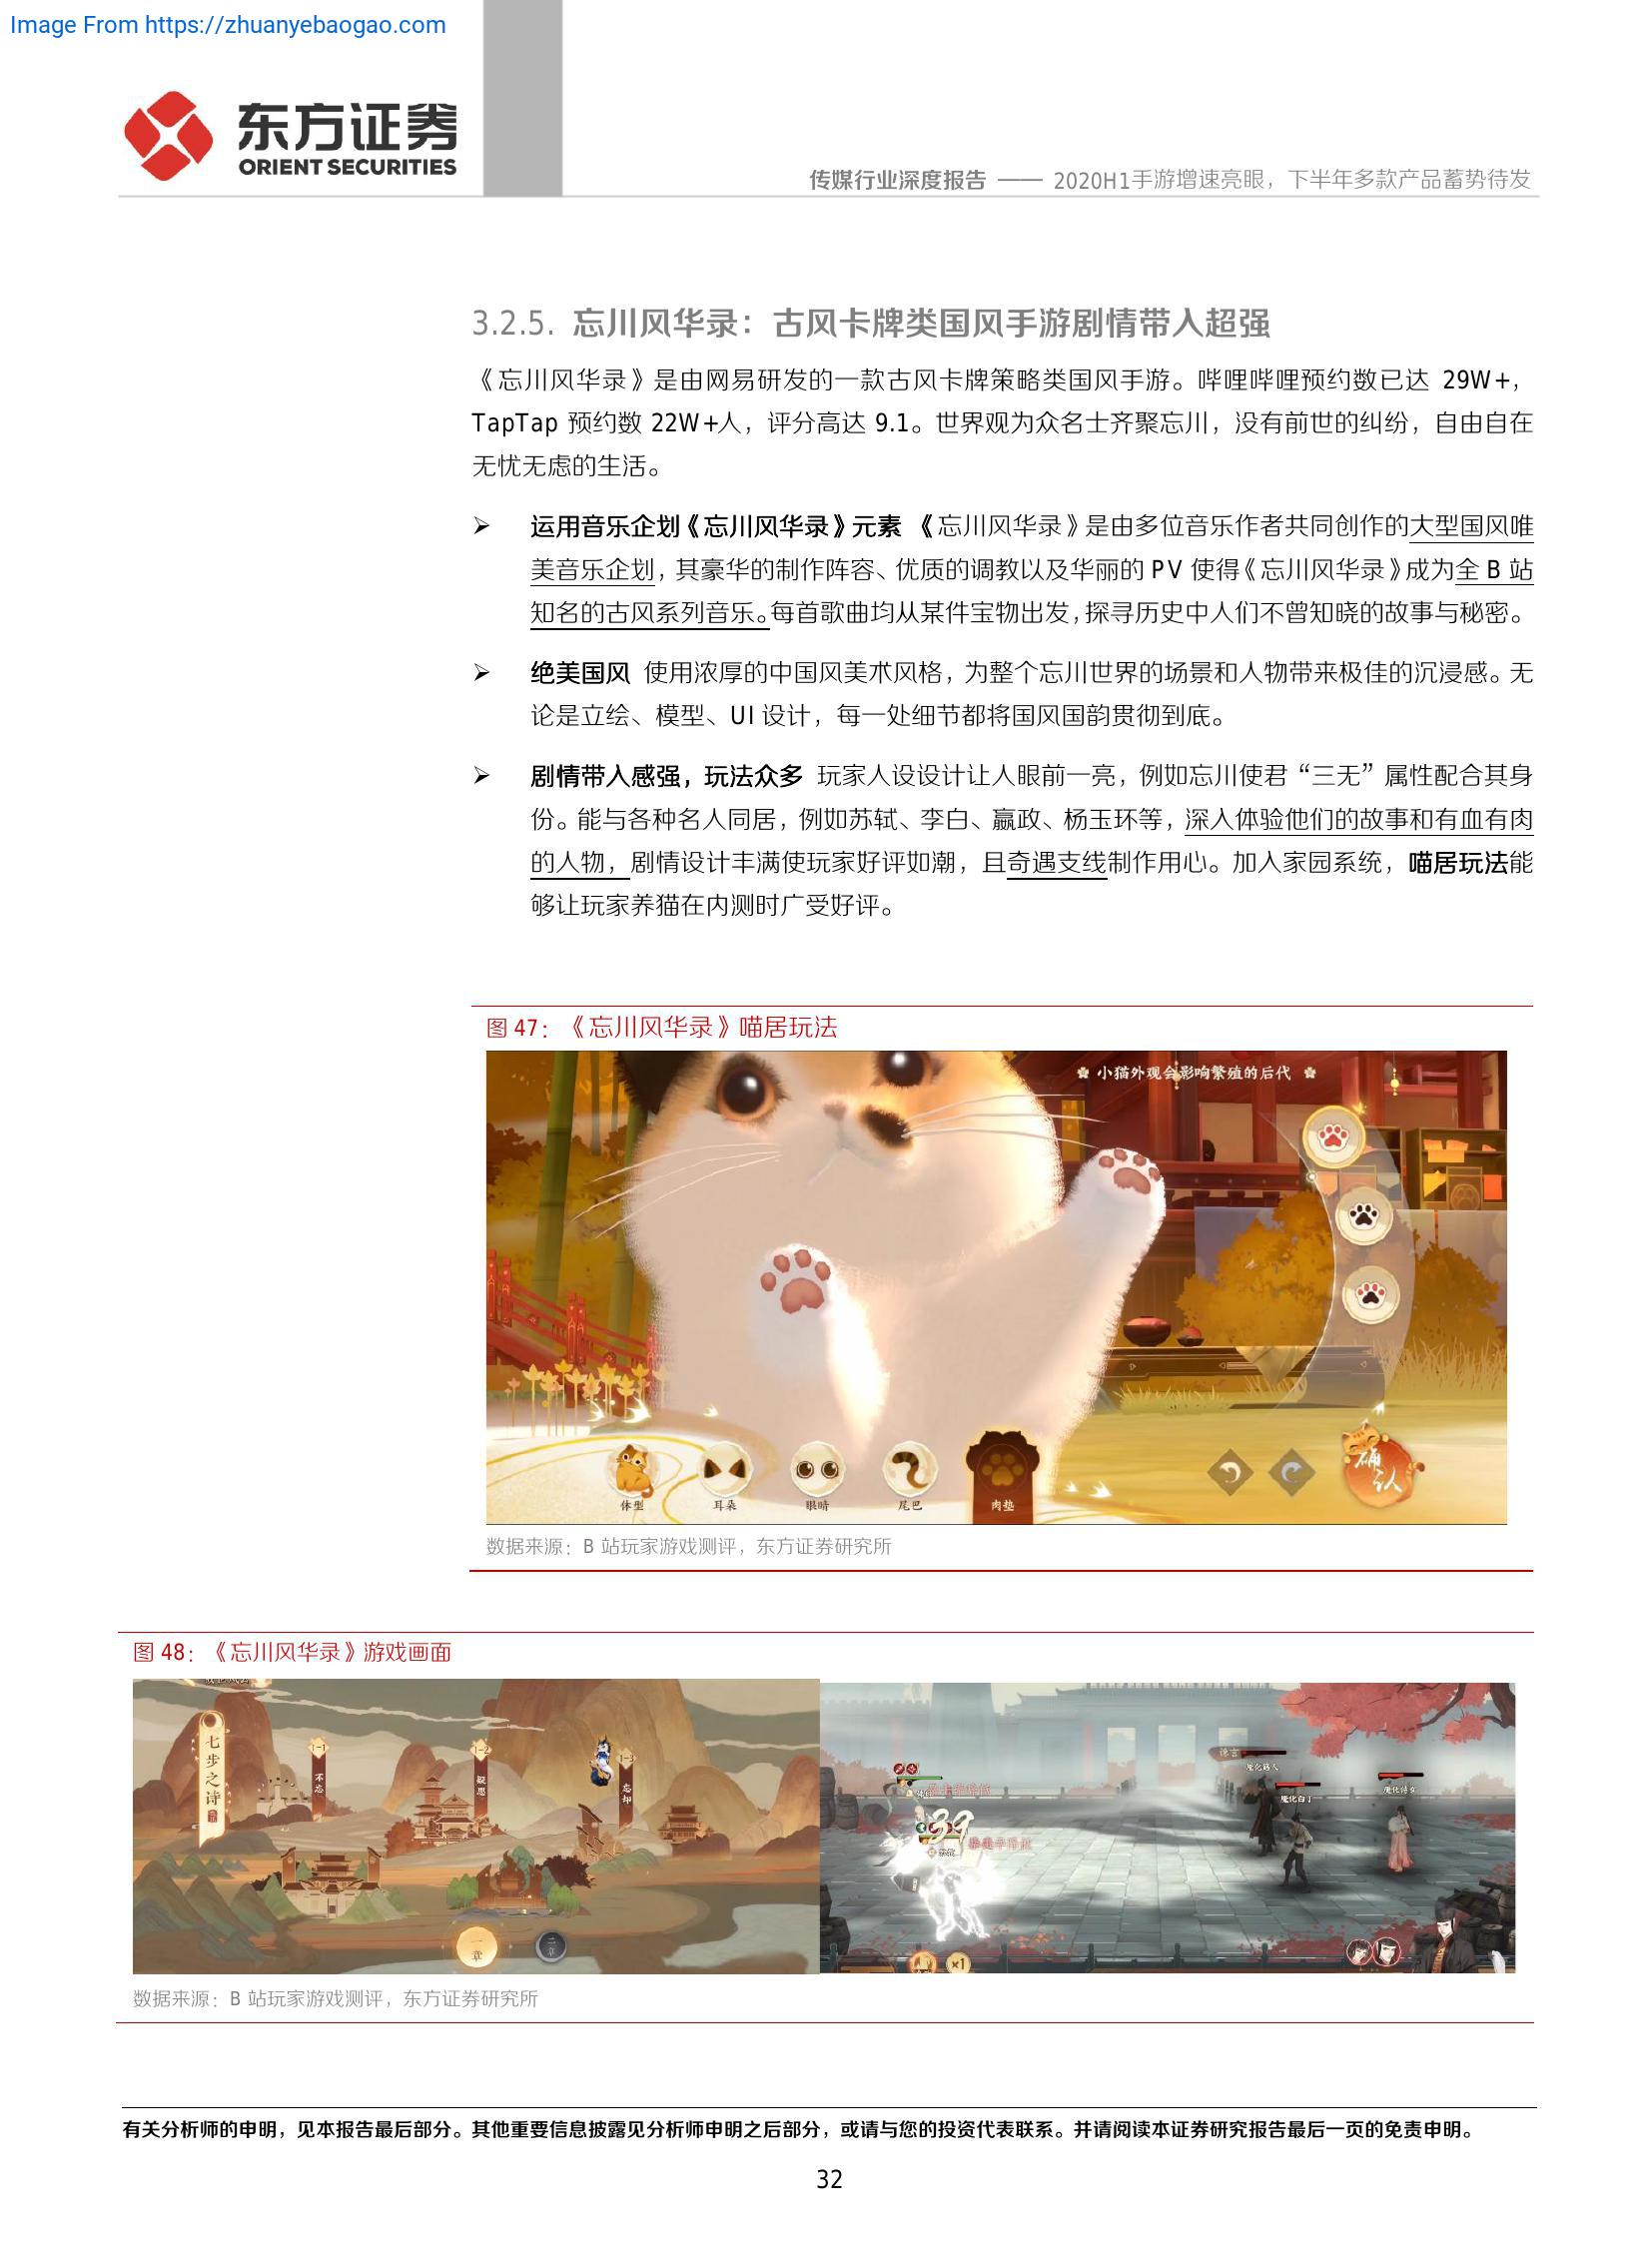 Image From https://zhuanyebaogao.com
东方证券
ORIENT SECURITIES
传媒行业深度报告 —— 2020H1手游增速亮眼，下半年多款产品蓄势待发
3.2.5. 忘川风华录：古风卡牌类国风手游剧情带入超强
《忘川风华录》是由网易研发的一款古风卡牌策略类国风手游。哔哩哔哩预约数已达 29W+，
TapTap 预约数 22W+人，评分高达 9.1。世界观为众名士齐聚忘川，没有前世的纠纷，自由自在
无忧无虑的生活。
➢ 运用音乐企划《忘川风华录》元素 《忘川风华录》是由多位音乐作者共同创作的大型国风唯
美音乐企划，其豪华的制作阵容、优质的调教以及华丽的 PV 使得《忘川风华录》成为全 B 站
知名的古风系列音乐。每首歌曲均从某件宝物出发，探寻历史中人们不曾知晓的故事与秘密。
➢ 绝美国风 使用浓厚的中国风美术风格，为整个忘川世界的场景和人物带来极佳的沉浸感。无
论是立绘、模型、UI 设计，每一处细节都将国风国韵贯彻到底。
➢ 剧情带入感强，玩法众多 玩家人设设计让人眼前一亮，例如忘川使君“三无”属性配合其身
份。能与各种名人同居，例如苏轼、李白、嬴政、杨玉环等，深入体验他们的故事和有血有肉
的人物，剧情设计丰满使玩家好评如潮，且奇遇支线制作用心。加入家园系统，喵居玩法能
够让玩家养猫在内测时广受好评。
图 47：《忘川风华录》喵居玩法
小猫外观会影响繁殖的后代
体型
耳朵
眼睛
尾巴
肉垫
确认
数据来源：B 站玩家游戏测评，东方证券研究所
图 48：《忘川风华录》游戏画面
七步之诗
1-1
不忘
1-2
疑思
1-3
忘却
一章
二章
39
魔化路人
魔化白丁
魔化侍女
×1
数据来源：B 站玩家游戏测评，东方证券研究所
有关分析师的申明，见本报告最后部分。其他重要信息披露见分析师申明之后部分，或请与您的投资代表联系。并请阅读本证券研究报告最后一页的免责申明。
32